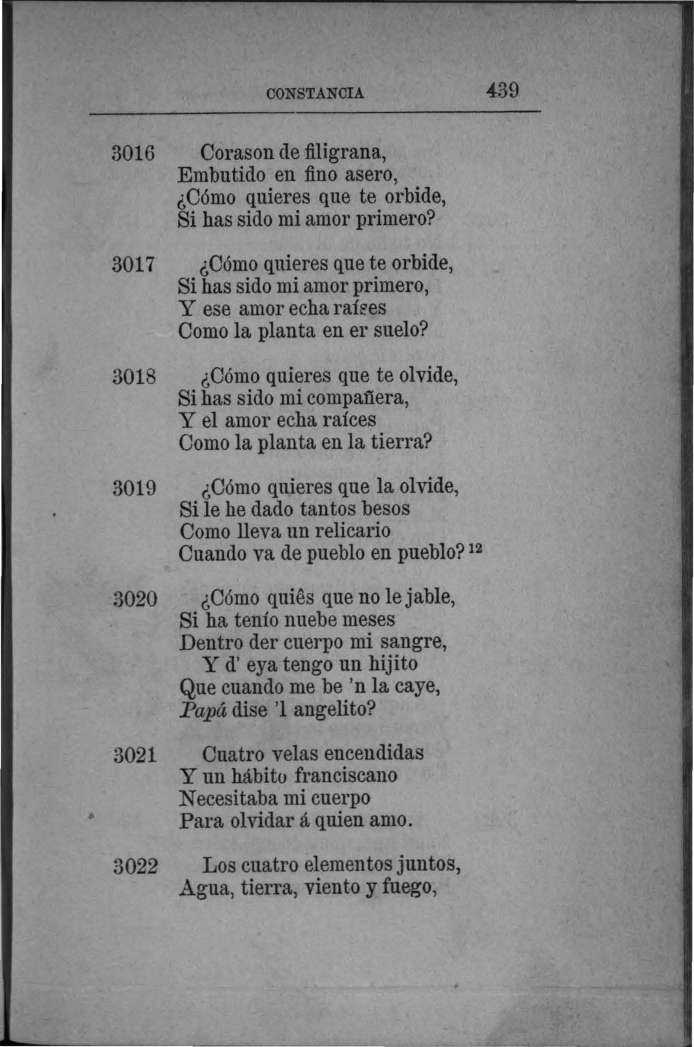 CONSTANCIA 439
3016 Corason de filigrana,
Embutido en fino asero,
¿Cómo quieres que te orbide,
Si has sido mi amor primero?
3017 ¿Cómo quieres que te orbide,
Si has sido mi amor primero,
Y ese amor echa raíses
Como la planta en er suelo?
3018 ¿Cómo quieres que te olvide,
Si has sido mi compañera,
Y el amor echa raíces
Como la planta en la tierra?
3019 ¿Cómo quieres que la olvide,
Si le he dado tantos besos
Como lleva un relicario
Cuando va de pueblo en pueblo? 12
3020 ¿Cómo quiês que no le jable,
Si ha tenío nuebe meses
Dentro der cuerpo mi sangre,
Y d' eya tengo un hijito
Que cuando me be 'n la caye,
Papá dise 'l angelito?
3021 Cuatro velas encendidas
Y un hábito franciscano
Necesitaba mi cuerpo
Para olvidar á quien amo.
3022 Los cuatro elementos juntos,
Agua, tierra, viento y fuego,